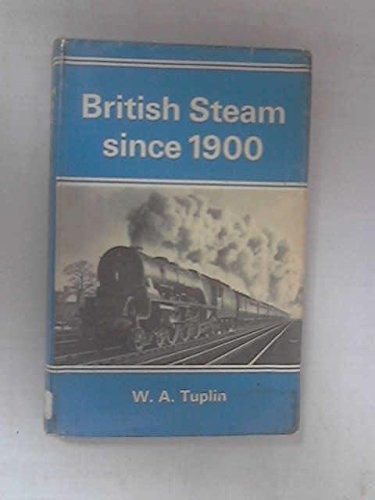 British Steam
since 1900
W. A. Tuplin